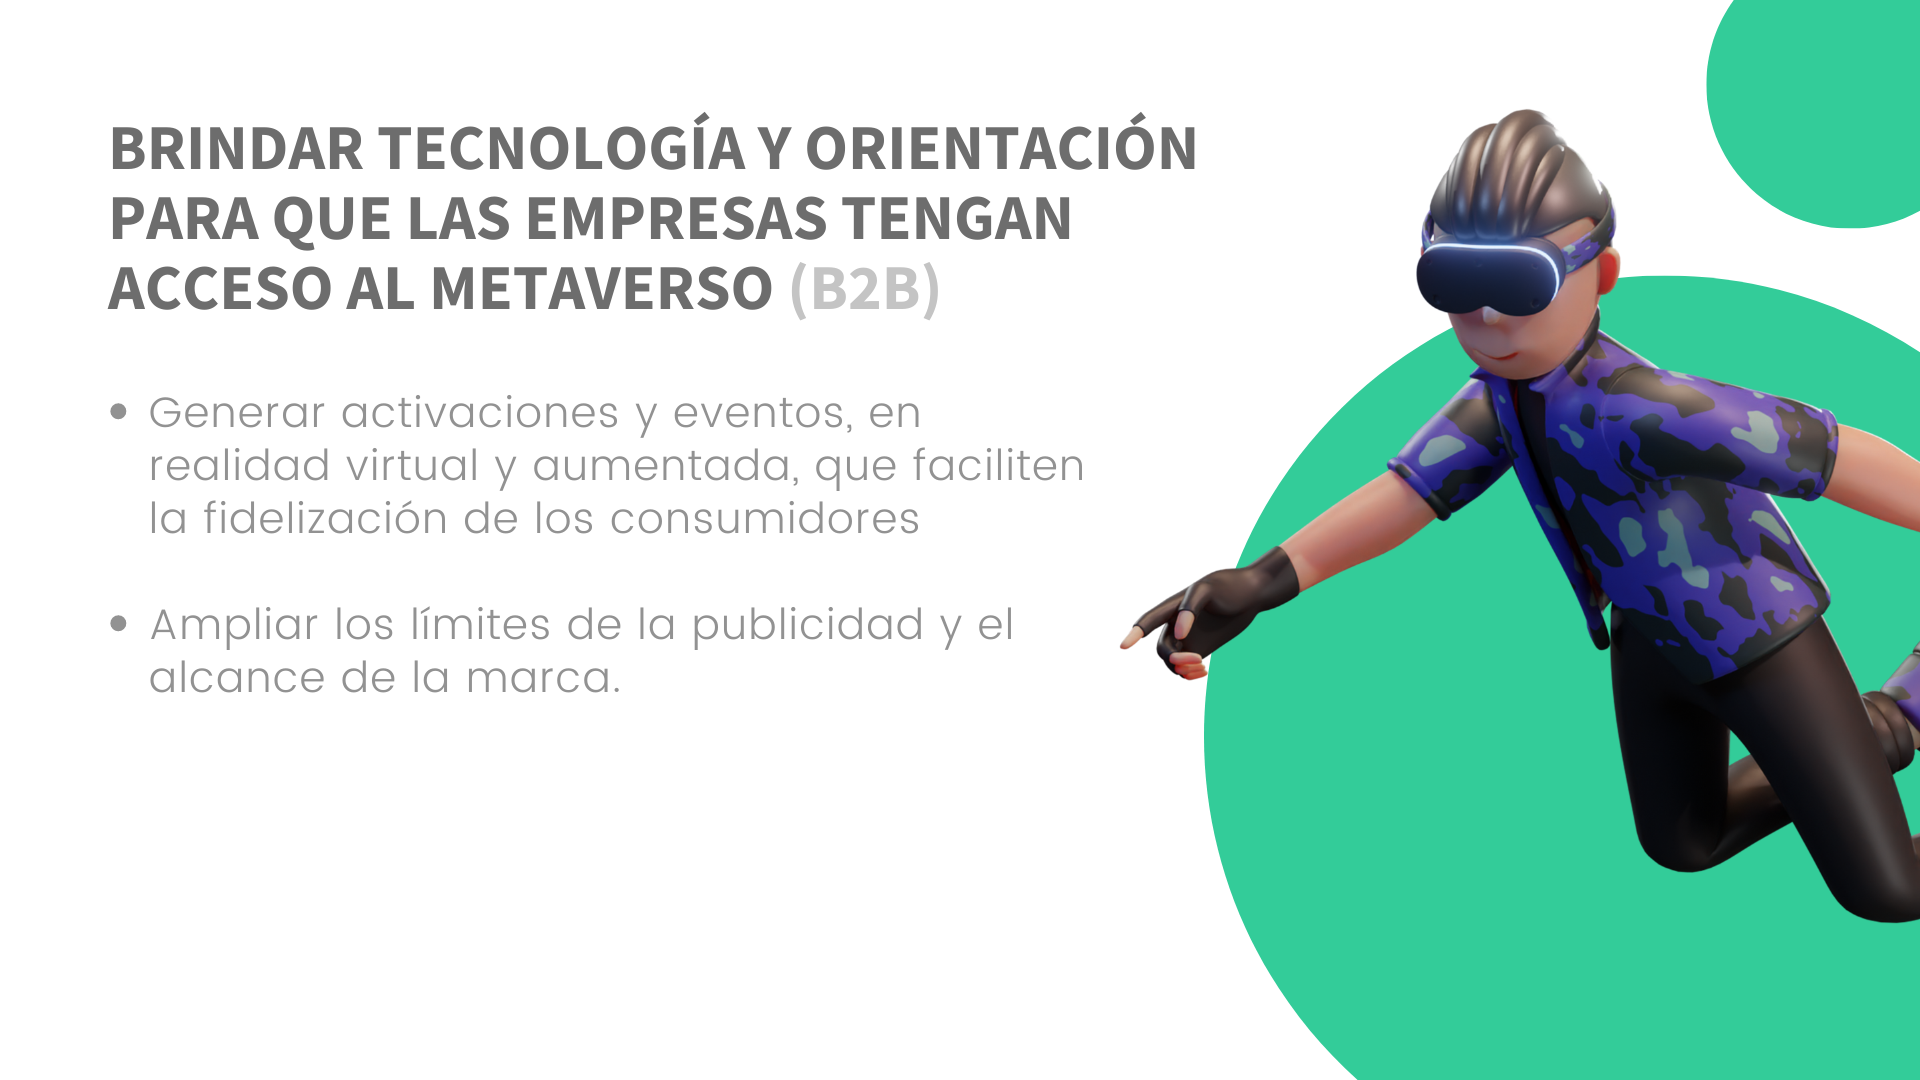 BRINDAR TECNOLOGÍA Y ORIENTACIÓN
PARA QUE LAS EMPRESAS TENGAN
ACCESO AL METAVERSO (B2B)
• Generar activaciones y eventos, en
realidad virtual y aumentada, que faciliten
la fidelización de los consumidores
• Ampliar los límites de la publicidad y el
alcance de la marca.